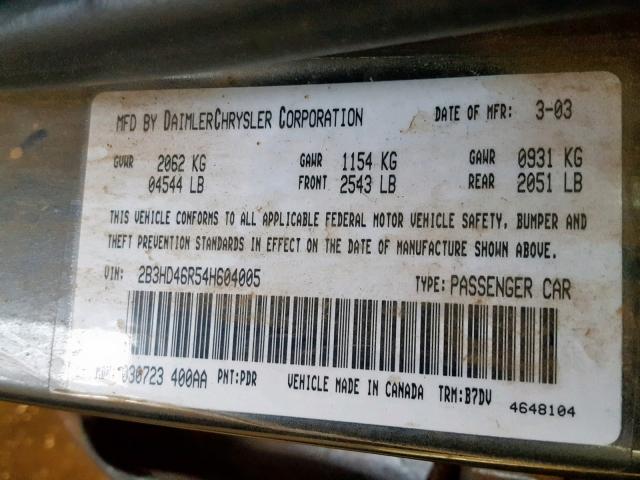 MFD BY DAIMLERCHRYSLER CORPORATION DATE OF MFR: 3-03
GVWR 2062 KG GAWR 1154 KG GAWR 0931 KG
04544 LB FRONT 2543 LB REAR 2051 LB
THIS VEHICLE CONFORMS TO ALL APPLICABLE FEDERAL MOTOR VEHICLE SAFETY, BUMPER AND
THEFT PREVENTION STANDARDS IN EFFECT ON THE DATE OF MANUFACTURE SHOWN ABOVE.
VIN: 2B3HD46R54H604005 TYPE: PASSENGER CAR
030723 400AA PNT:PDR VEHICLE MADE IN CANADA TRM:B7DV
4648104